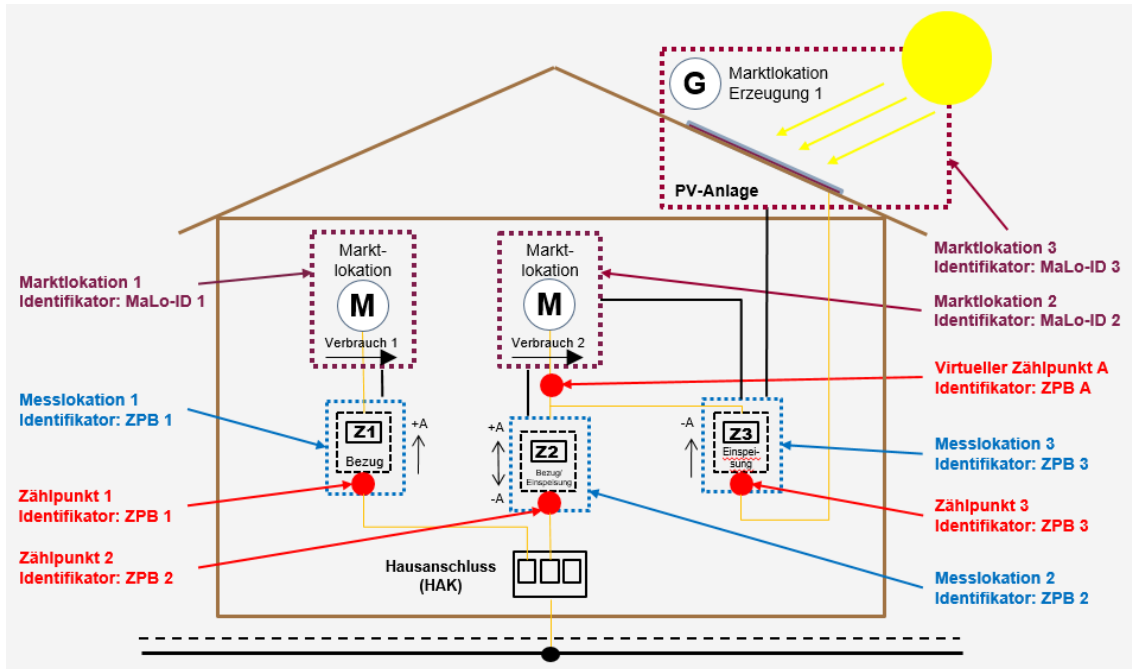 G
Marktlokation
Erzeugung 1
PV-Anlage
Markt-
lokation
M
Verbrauch 1
Markt-
lokation
M
Verbrauch 2
Marktlokation 1
Identifikator: MaLo-ID 1
Marktlokation 3
Identifikator: MaLo-ID 3
Marktlokation 2
Identifikator: MaLo-ID 2
Virtueller Zählpunkt A
Identifikator: ZPB A
Messlokation 1
Identifikator: ZPB 1
Z1
Bezug
+A
+A
-A
Z2
Bezug/
Einspeisung
-A
Z3
Einspei-
sung
Messlokation 3
Identifikator: ZPB 3
Zählpunkt 1
Identifikator: ZPB 1
Zählpunkt 3
Identifikator: ZPB 3
Zählpunkt 2
Identifikator: ZPB 2
Hausanschluss
(HAK)
Messlokation 2
Identifikator: ZPB 2